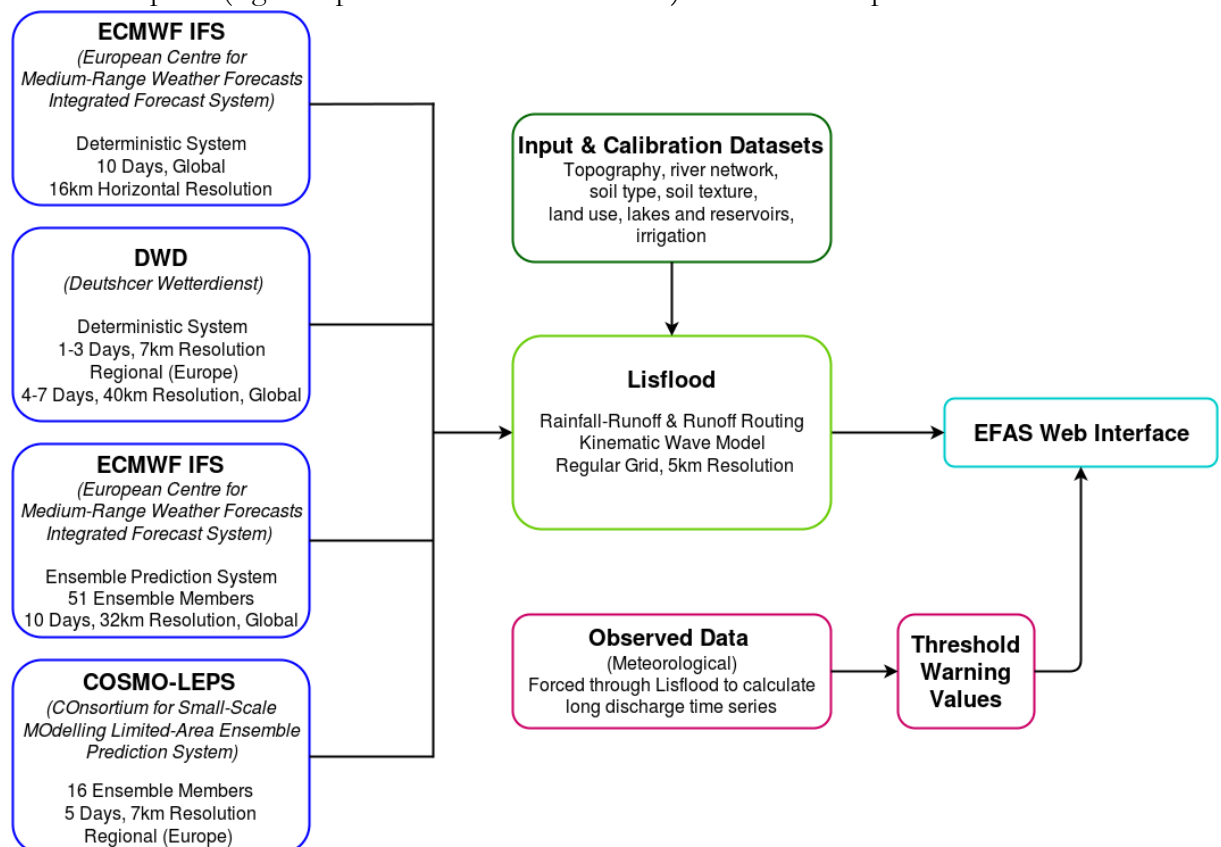 ECMWF IFS
(European Centre for
Medium-Range Weather Forecasts
Integrated Forecast System)
Deterministic System
10 Days, Global
16km Horizontal Resolution
DWD
(Deutshcer Wetterdienst)
Deterministic System
1-3 Days, 7km Resolution
Regional (Europe)
4-7 Days, 40km Resolution, Global
ECMWF IFS
(European Centre for
Medium-Range Weather Forecasts
Integrated Forecast System)
Ensemble Prediction System
51 Ensemble Members
10 Days, 32km Resolution, Global
COSMO-LEPS
(COnsortium for Small-Scale
MOdelling Limited-Area Ensemble
Prediction System)
16 Ensemble Members
5 Days, 7km Resolution
Regional (Europe)
Input & Calibration Datasets
Topography, river network,
soil type, soil texture,
land use, lakes and reservoirs,
irrigation
Lisflood
Rainfall-Runoff & Runoff Routing
Kinematic Wave Model
Regular Grid, 5km Resolution
Observed Data
(Meteorological)
Forced through Lisflood to calculate
long discharge time series
Threshold
Warning
Values
EFAS Web Interface